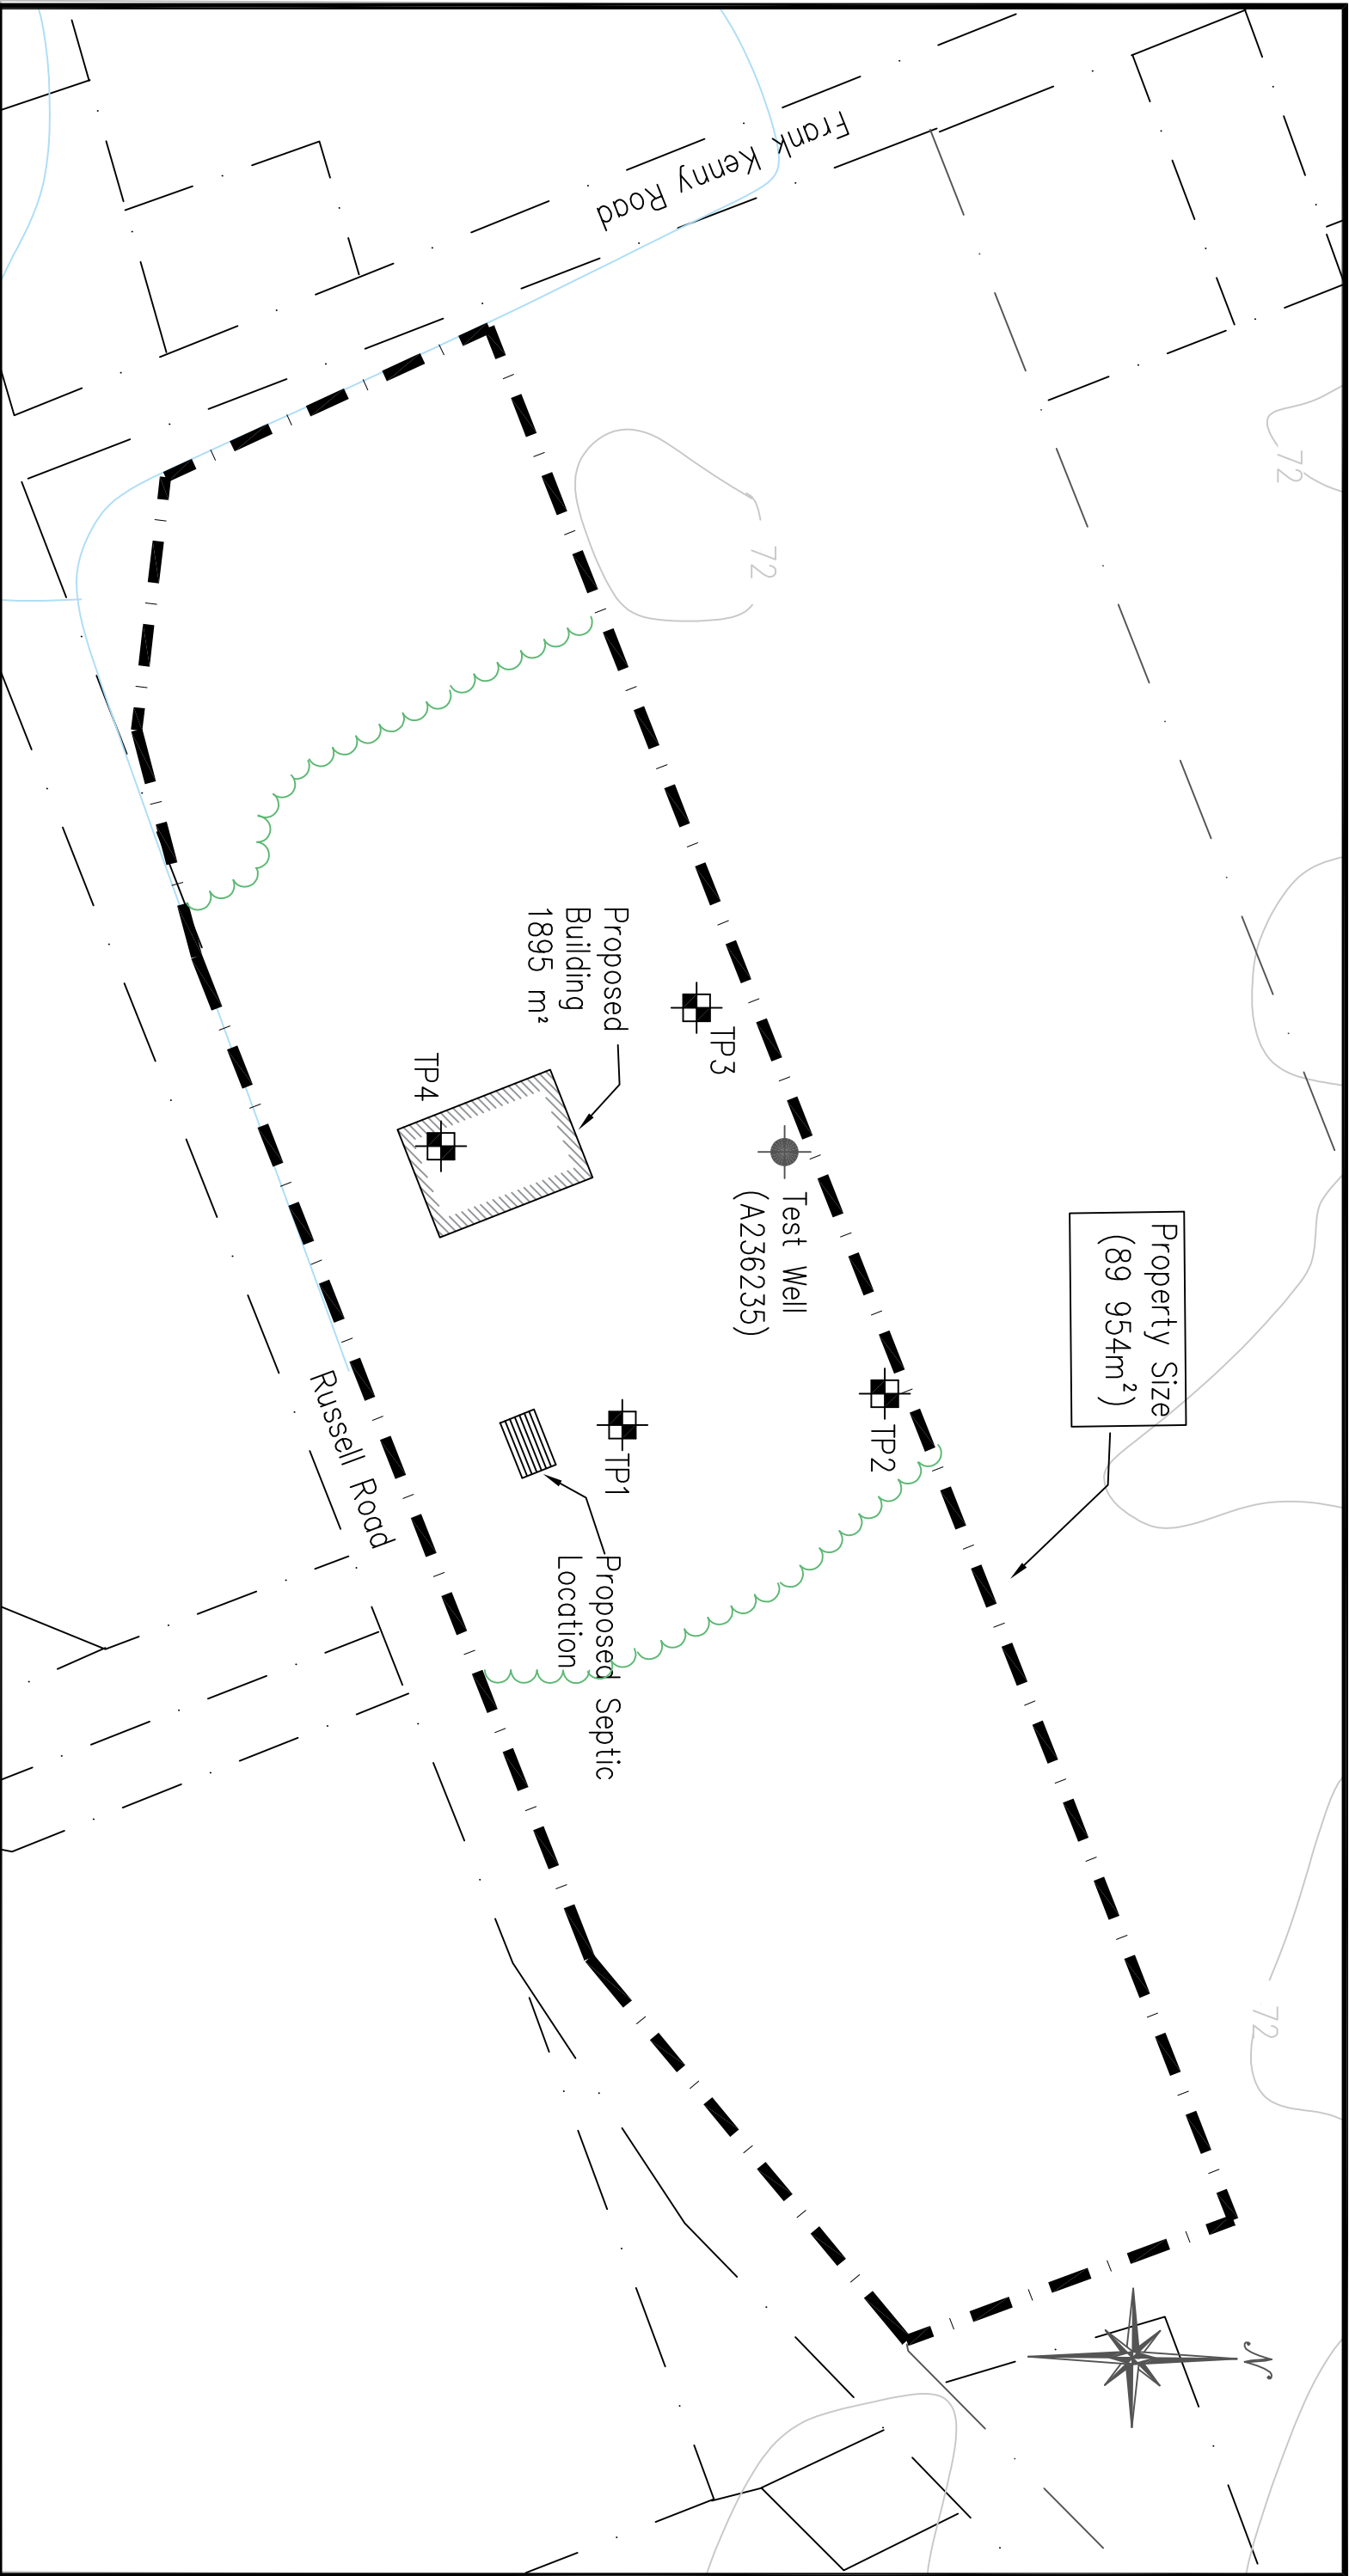 Frank Kenny Road
72
72
Proposed
Building
1895 m²
TP3
TP4
Test Well
(A236235)
Property Size
(89 954m²)
TP2
TP1
Russell Road
Proposed Septic
Location
72
N